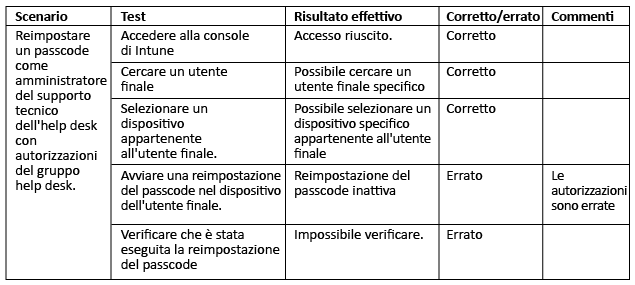 Scenario Test Risultato effettivo Corretto/errato Commenti
Reimpostare
un passcode
come
amministratore
del supporto
tecnico
dell'help desk
con
autorizzazioni
del gruppo
help desk.
Accedere alla console
di Intune
Accesso riuscito.
Corretto
Cercare un utente
finale
Possibile cercare un
utente finale specifico
Corretto
Selezionare un
dispositivo
appartenente
all'utente finale.
Possibile selezionare un
dispositivo specifico
appartenente all'utente
finale
Corretto
Avviare una reimpostazione
del passcode nel dispositivo
dell'utente finale.
Reimpostazione del
passcode inattiva
Errato
Le
autorizzazioni
sono errate
Verificare che è stata
eseguita la reimpostazione
del passcode
Impossibile verificare.
Errato